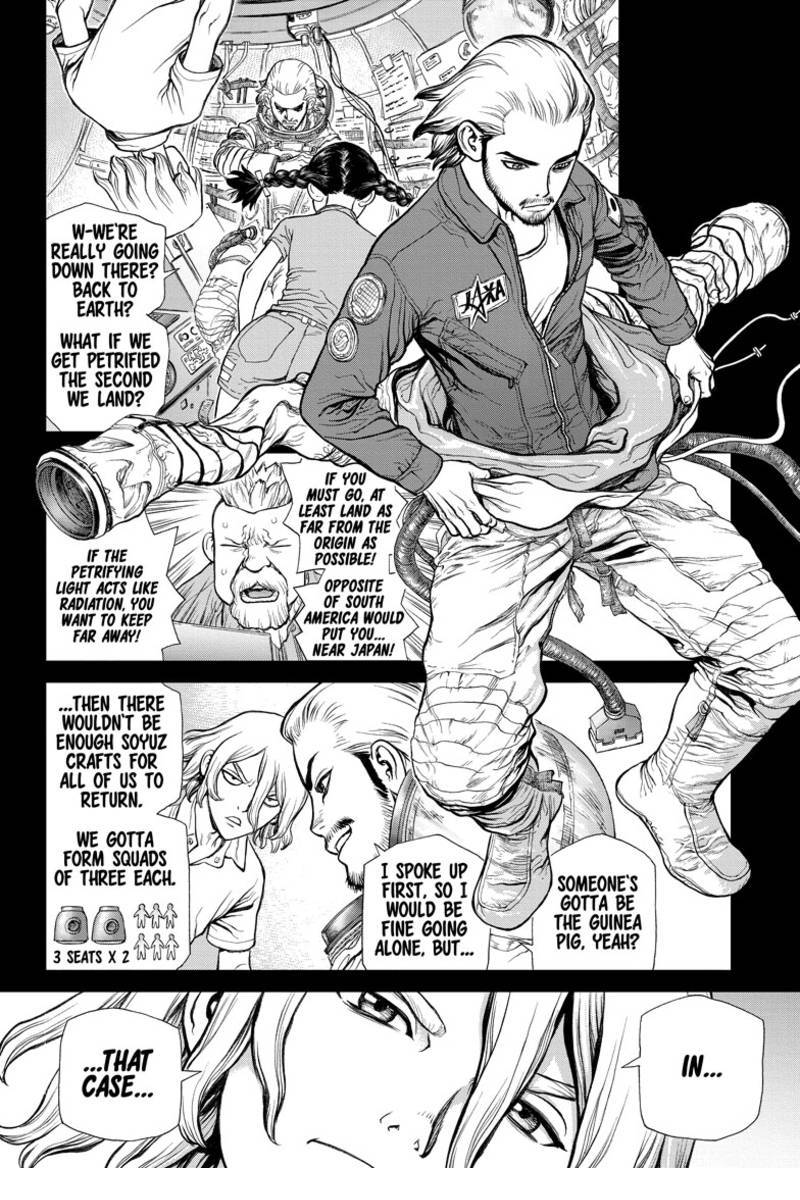 W-WE'RE
REALLY GOING
DOWN THERE?
BACK TO
EARTH?
WHAT IF WE
GET PETRIFIED
THE SECOND
WE LAND?
JAXA
IF YOU
MUST GO, AT
LEAST LAND AS
FAR FROM THE
ORIGIN AS
POSSIBLE!
OPPOSITE
OF SOUTH
AMERICA WOULD
PUT YOU...
NEAR JAPAN!
IF THE
PETRIFYING
LIGHT ACTS LIKE
RADIATION, YOU
WANT TO KEEP
FAR AWAY!
SOMEONE'S
GOTTA BE
THE GUINEA
PIG, YEAH?
I SPOKE UP
FIRST, SO I
WOULD BE
FINE GOING
ALONE, BUT...
...THEN THERE
WOULDN'T BE
ENOUGH SOYUZ
CRAFTS FOR
ALL OF US TO
RETURN.
WE GOTTA
FORM SQUADS
OF THREE EACH.
3 SEATS X 2
IN...
...THAT
CASE...